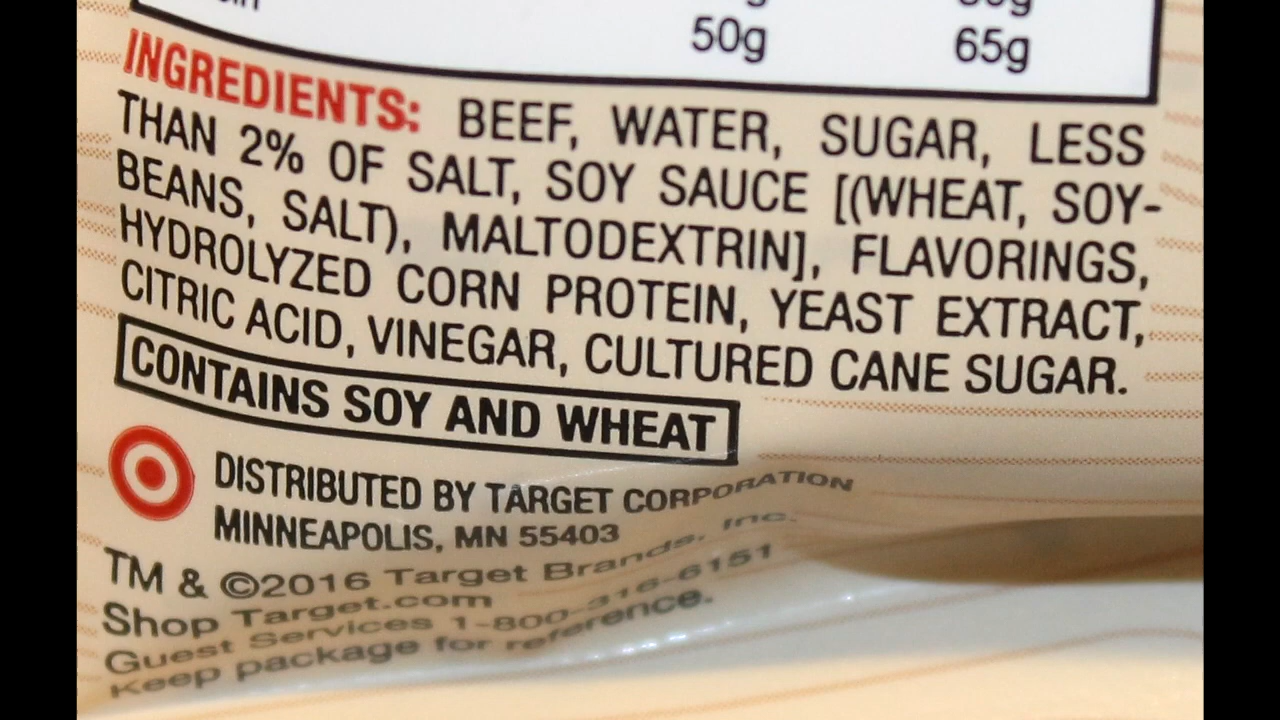 50g 65g
INGREDIENTS: BEEF, WATER, SUGAR, LESS
THAN 2% OF SALT, SOY SAUCE [(WHEAT, SOY-
BEANS, SALT), MALTODEXTRIN], FLAVORINGS,
HYDROLYZED CORN PROTEIN, YEAST EXTRACT,
CITRIC ACID, VINEGAR, CULTURED CANE SUGAR.
CONTAINS SOY AND WHEAT
DISTRIBUTED BY TARGET CORPORATION
MINNEAPOLIS, MN 55403
TM & ©2016 Target Brands, Inc.
Shop Target.com
Guest Services 1-800-316-6151
Keep package for reference.